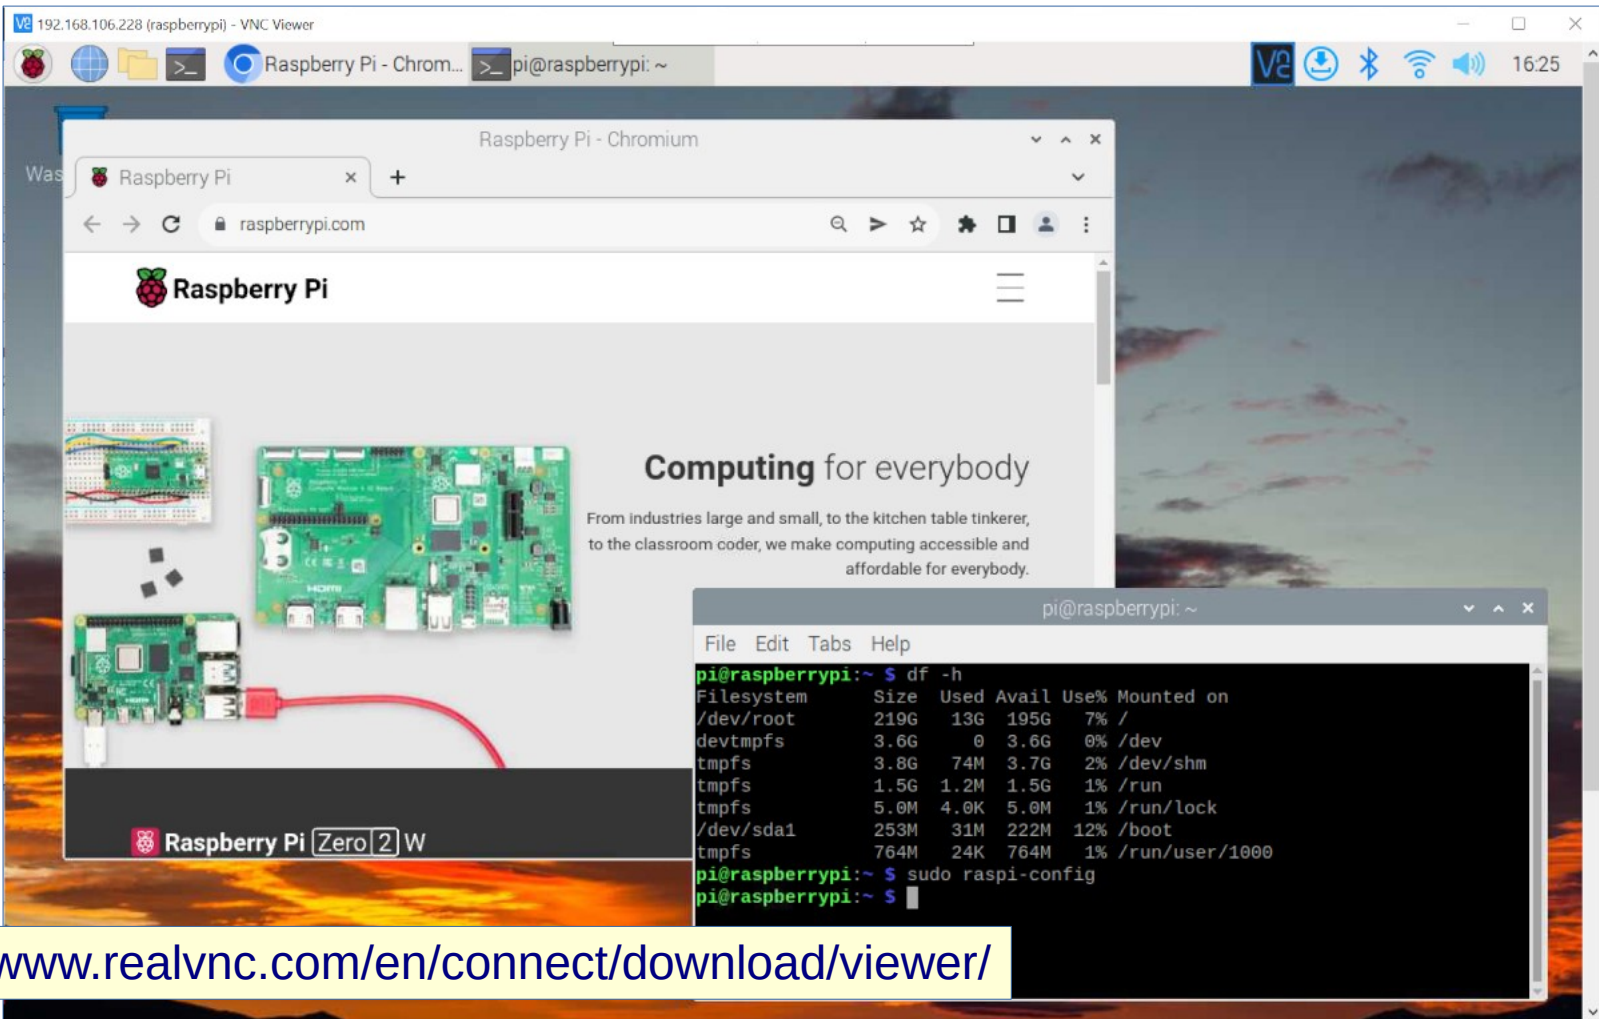 192.168.106.228 (raspberrypi) - VNC Viewer
Raspberry Pi - Chrom...
pi@raspberrypi: ~
16:25
Was
Raspberry Pi - Chromium
Raspberry Pi
raspberrypi.com
Raspberry Pi
Computing for everybody
From industries large and small, to the kitchen table tinkerer,
to the classroom coder, we make computing accessible and
affordable for everybody.
HDMI
Raspberry Pi Zero 2 W
pi@raspberrypi: ~
File Edit Tabs Help
pi@raspberrypi:~ $ df -h
Filesystem Size Used Avail Use% Mounted on
/dev/root 219G 13G 195G 7% /
devtmpfs 3.6G 0 3.6G 0% /dev
tmpfs 3.8G 74M 3.7G 2% /dev/shm
tmpfs 1.5G 1.2M 1.5G 1% /run
tmpfs 5.0M 4.0K 5.0M 1% /run/lock
/dev/sda1 253M 31M 222M 12% /boot
tmpfs 764M 24K 764M 1% /run/user/1000
pi@raspberrypi:~ $ sudo raspi-config
pi@raspberrypi:~ $
www.realvnc.com/en/connect/download/viewer/